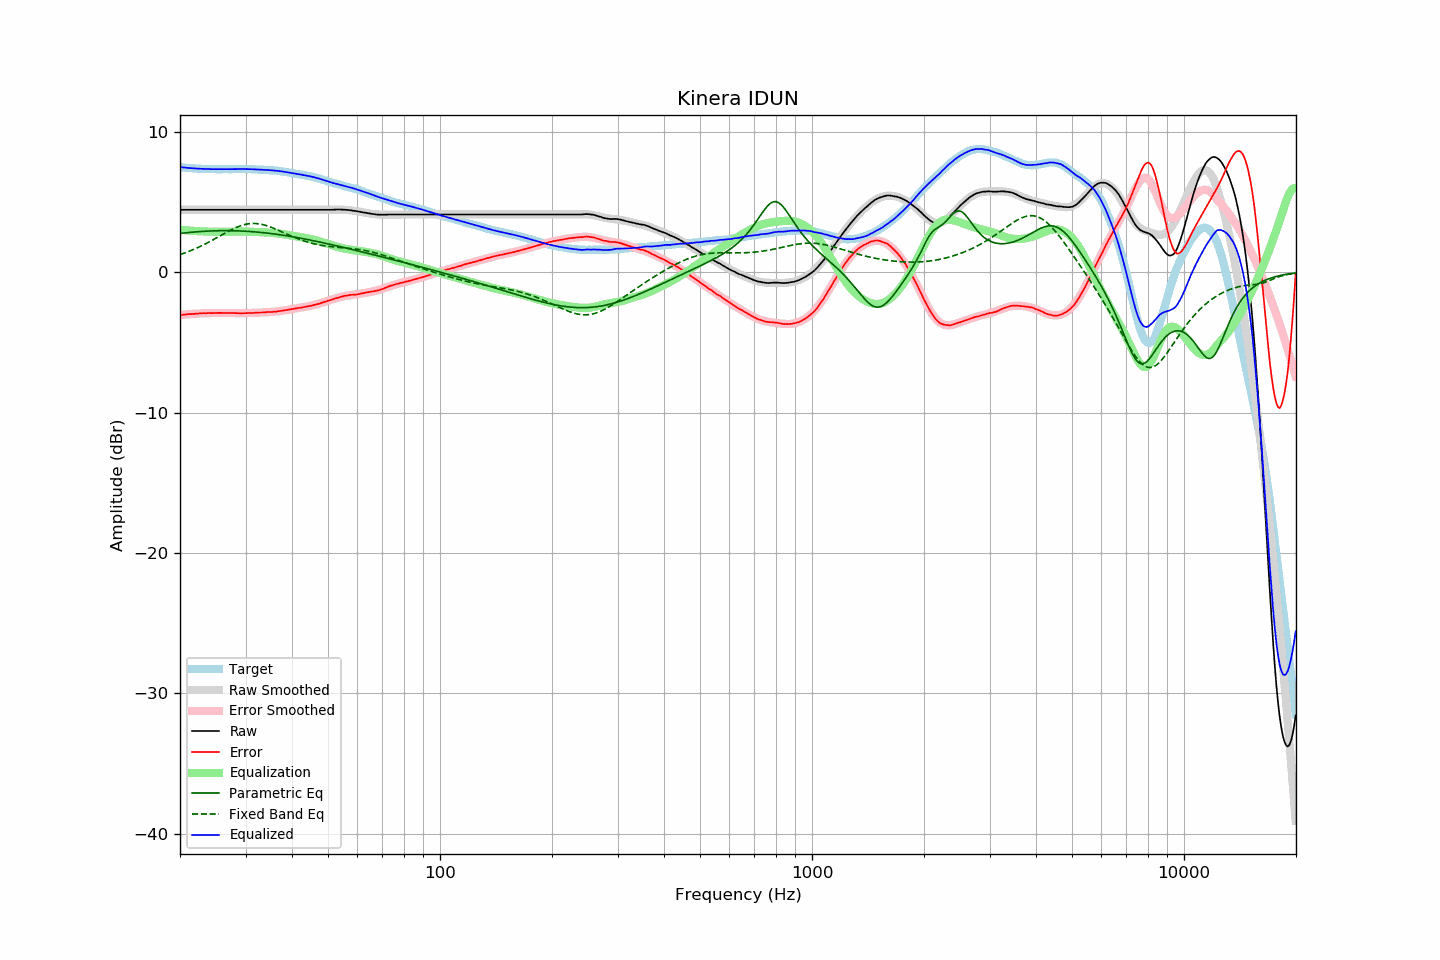 Kinera IDUN
10
0
−10
−20
−30
−40
Amplitude (dBr)
Target
Raw Smoothed
Error Smoothed
Raw
Error
Equalization
Parametric Eq
Fixed Band Eq
Equalized
100
1000
10000
Frequency (Hz)